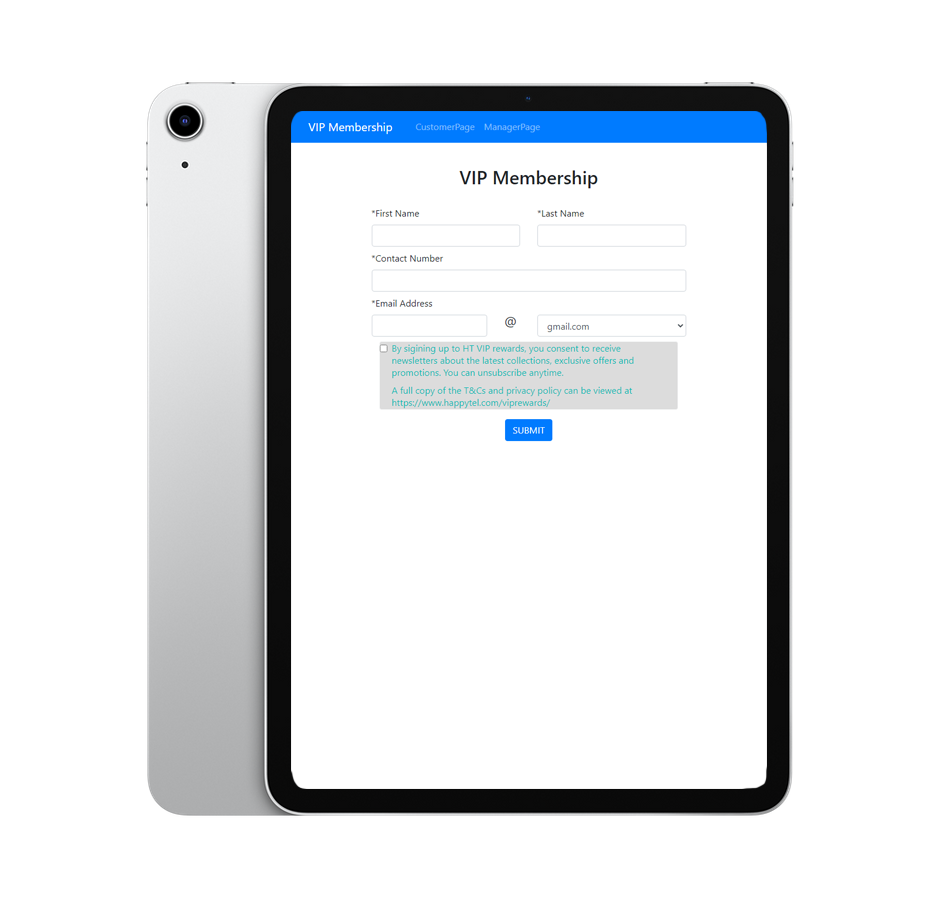 VIP Membership CustomerPage ManagerPage
VIP Membership
*First Name *Last Name
*Contact Number
*Email Address
@ gmail.com
By sigining up to HT VIP rewards, you consent to receive
newsletters about the latest collections, exclusive offers and
promotions. You can unsubscribe anytime.
A full copy of the T&Cs and privacy policy can be viewed at
https://www.happytel.com/viprewards/
SUBMIT